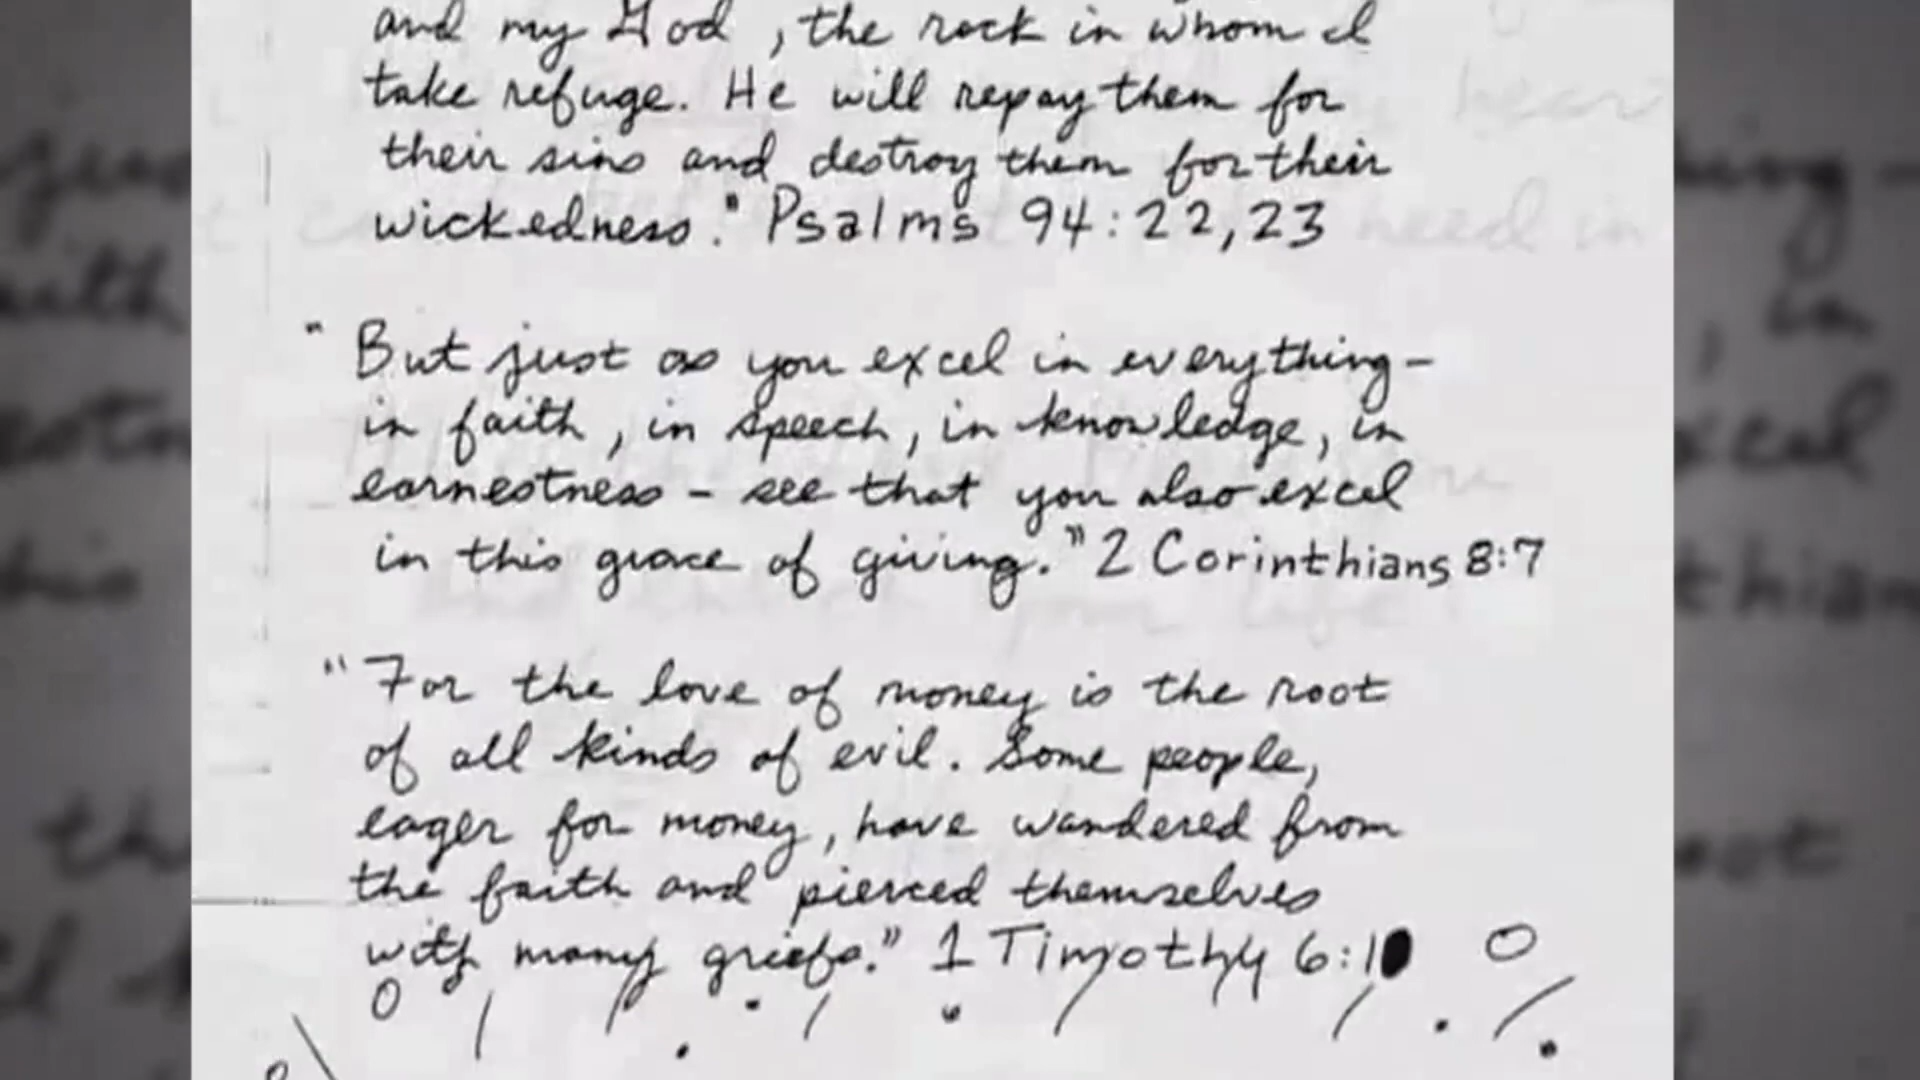 and my God, the rock in whom I
take refuge. He will repay them for
their sins and destroy them for their
wickedness." Psalms 94:22,23
"But just as you excel in everything-
in faith, in speech, in knowledge, in
earnestness - see that you also excel
in this grace of giving." 2 Corinthians 8:7
"For the love of money is the root
of all kinds of evil. Some people,
eager for money, have wandered from
the faith and pierced themselves
with many griefs." 1 Timothy 6:10